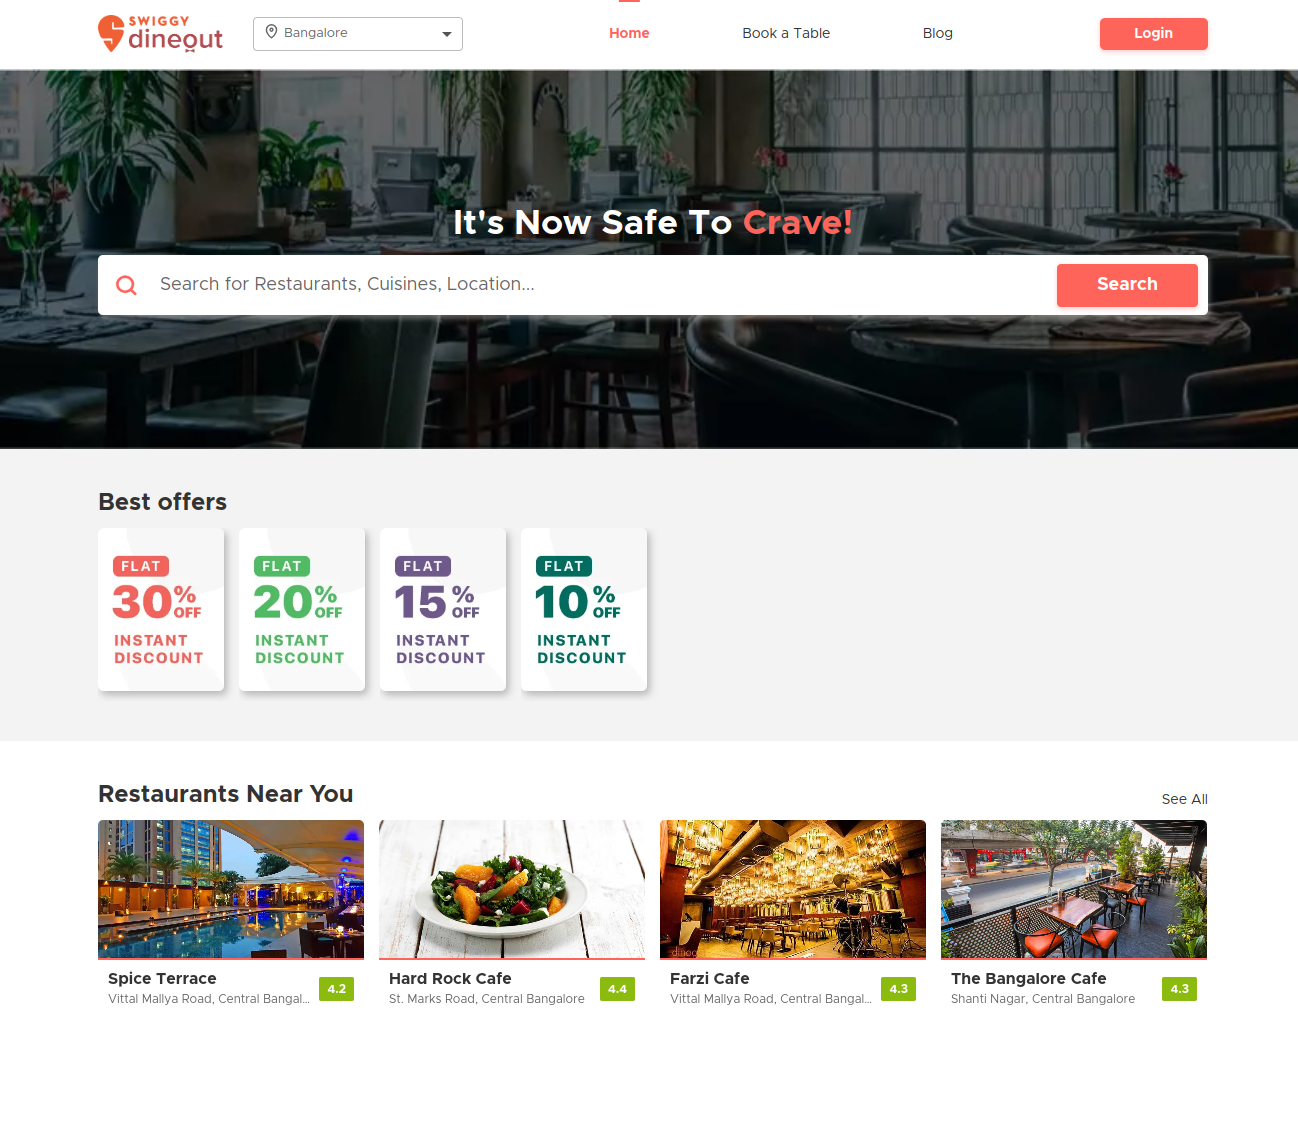 SWIGGY
dineout
Bangalore
Home
Book a Table
Blog
Login
It's Now Safe To Crave!
Search for Restaurants, Cuisines, Location...
Search
Best offers
FLAT
30% OFF
INSTANT
DISCOUNT
FLAT
20% OFF
INSTANT
DISCOUNT
FLAT
15% OFF
INSTANT
DISCOUNT
FLAT
10% OFF
INSTANT
DISCOUNT
Restaurants Near You
See All
Spice Terrace
Vittal Mallya Road, Central Bangal...
4.2
Hard Rock Cafe
St. Marks Road, Central Bangalore
4.4
Farzi Cafe
Vittal Mallya Road, Central Bangal...
4.3
The Bangalore Cafe
Shanti Nagar, Central Bangalore
4.3